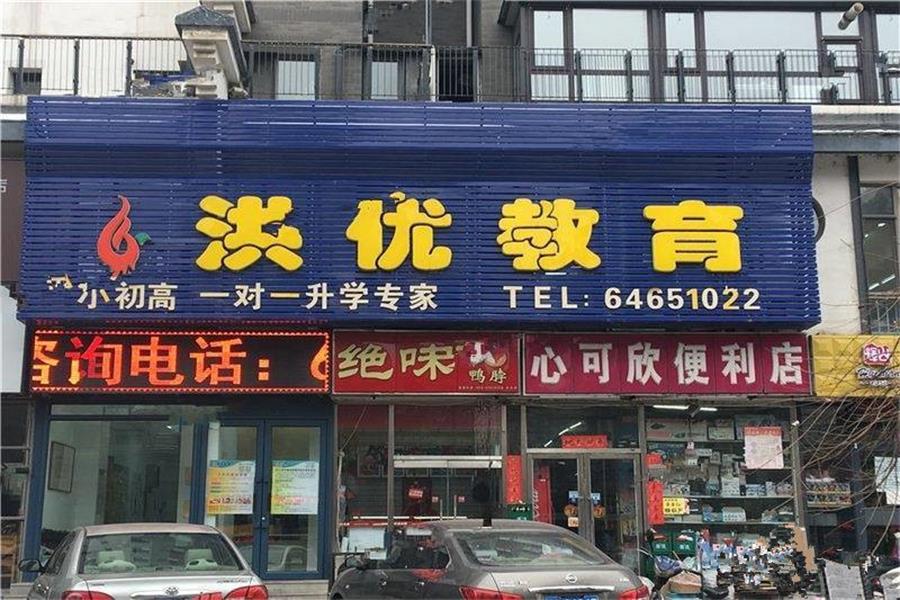 洪优教育
小初高 一对一升学专家 TEL: 64651022
咨询电话: 6
绝味 鸭脖
心可欣便利店